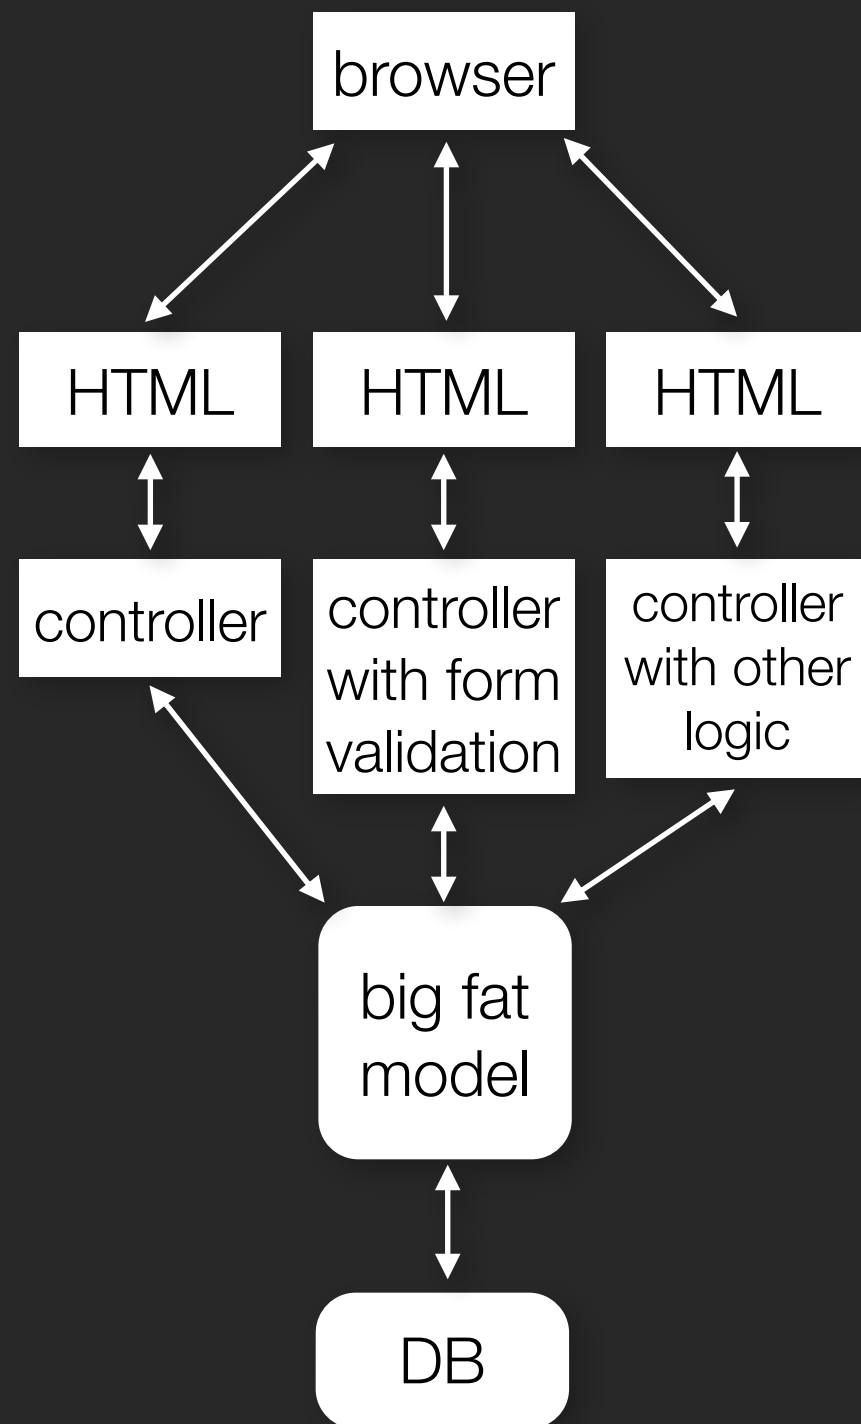 browser
HTML
HTML
HTML
controller
controller
with form
validation
controller
with other
logic
big fat
model
DB